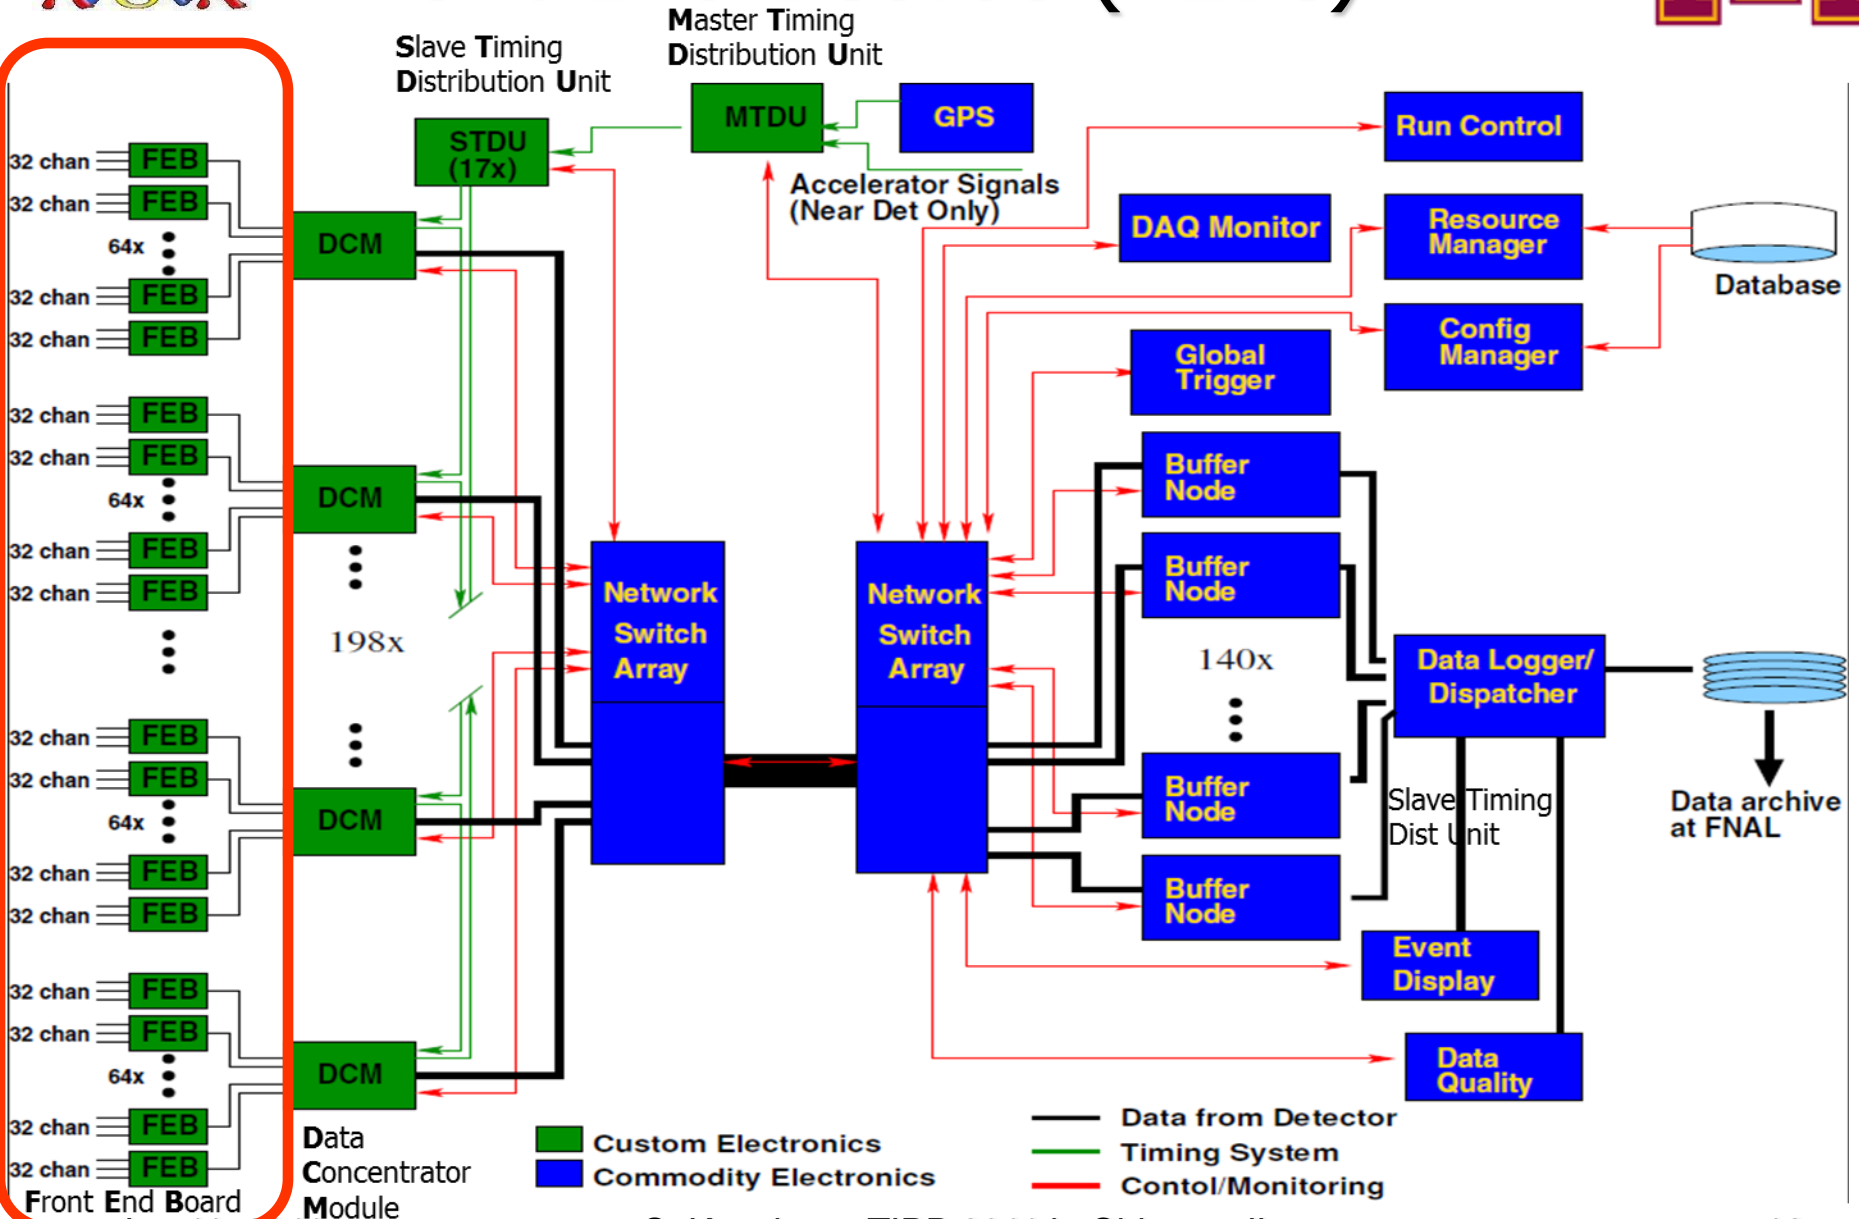 Master Timing
Distribution Unit
Slave Timing
Distribution Unit
MTDU
GPS
STDU
(17x)
Accelerator Signals
(Near Det Only)
Run Control
DAQ Monitor
Resource
Manager
Database
Config
Manager
Global
Trigger
32 chan FEB
32 chan FEB
64x
32 chan FEB
32 chan FEB
DCM
32 chan FEB
32 chan FEB
64x
32 chan FEB
32 chan FEB
DCM
198x
32 chan FEB
32 chan FEB
64x
32 chan FEB
32 chan FEB
DCM
32 chan FEB
32 chan FEB
64x
32 chan FEB
32 chan FEB
DCM
Front End Board
Data
Concentrator
Module
Network
Switch
Array
Network
Switch
Array
Buffer
Node
Buffer
Node
140x
Buffer
Node
Buffer
Node
Data Logger/
Dispatcher
Slave Timing
Dist Unit
Data archive
at FNAL
Event
Display
Data
Quality
Custom Electronics
Commodity Electronics
Data from Detector
Timing System
Contol/Monitoring